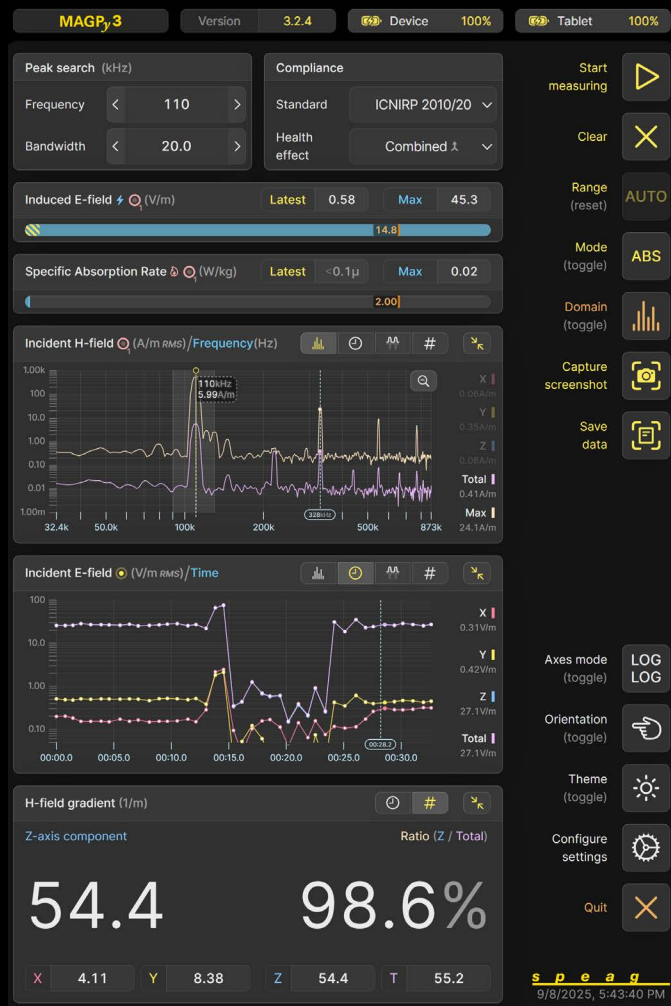 MAGPy3 Version 3.2.4 Device 100% Tablet 100%
Peak search (kHz)
Frequency < 110 >
Bandwidth < 20.0 >
Compliance
Standard ICNIRP 2010/20
Health
effect
Combined
Start
measuring
Clear
Range
(reset)
AUTO
Mode
(toggle)
ABS
Domain
(toggle)
Capture
screenshot
Save
data
Induced E-field (V/m) Latest 0.58 Max 45.3
14.8
Specific Absorption Rate (W/kg) Latest <0.1µ Max 0.02
2.00
Incident H-field (A/m RMS)/Frequency(Hz) #
1.00k
100
10.0
1.00
0.10
0.01
1.00m
110kHz
5.99A/m
328kHz
32.4k 50.0k 100k 200k 500k 873k
X
0.06A/m
Y
0.35A/m
Z
0.06A/m
Total
0.41A/m
Max
24.1A/m
Incident E-field (V/m RMS)/Time #
100
10.0
1.00
0.10
00:28.2
00:00.0 00:05.0 00:10.0 00:15.0 00:20.0 00:25.0 00:30.0
X
0.31V/m
Y
0.42V/m
Z
27.1V/m
Total
27.1V/m
Axes mode
(toggle)
LOG
LOG
Orientation
(toggle)
Theme
(toggle)
Configure
settings
Quit
H-field gradient (1/m) #
Z-axis component Ratio (Z / Total)
54.4 98.6%
X 4.11 Y 8.38 Z 54.4 T 55.2
speag
9/8/2025, 5:43:40 PM